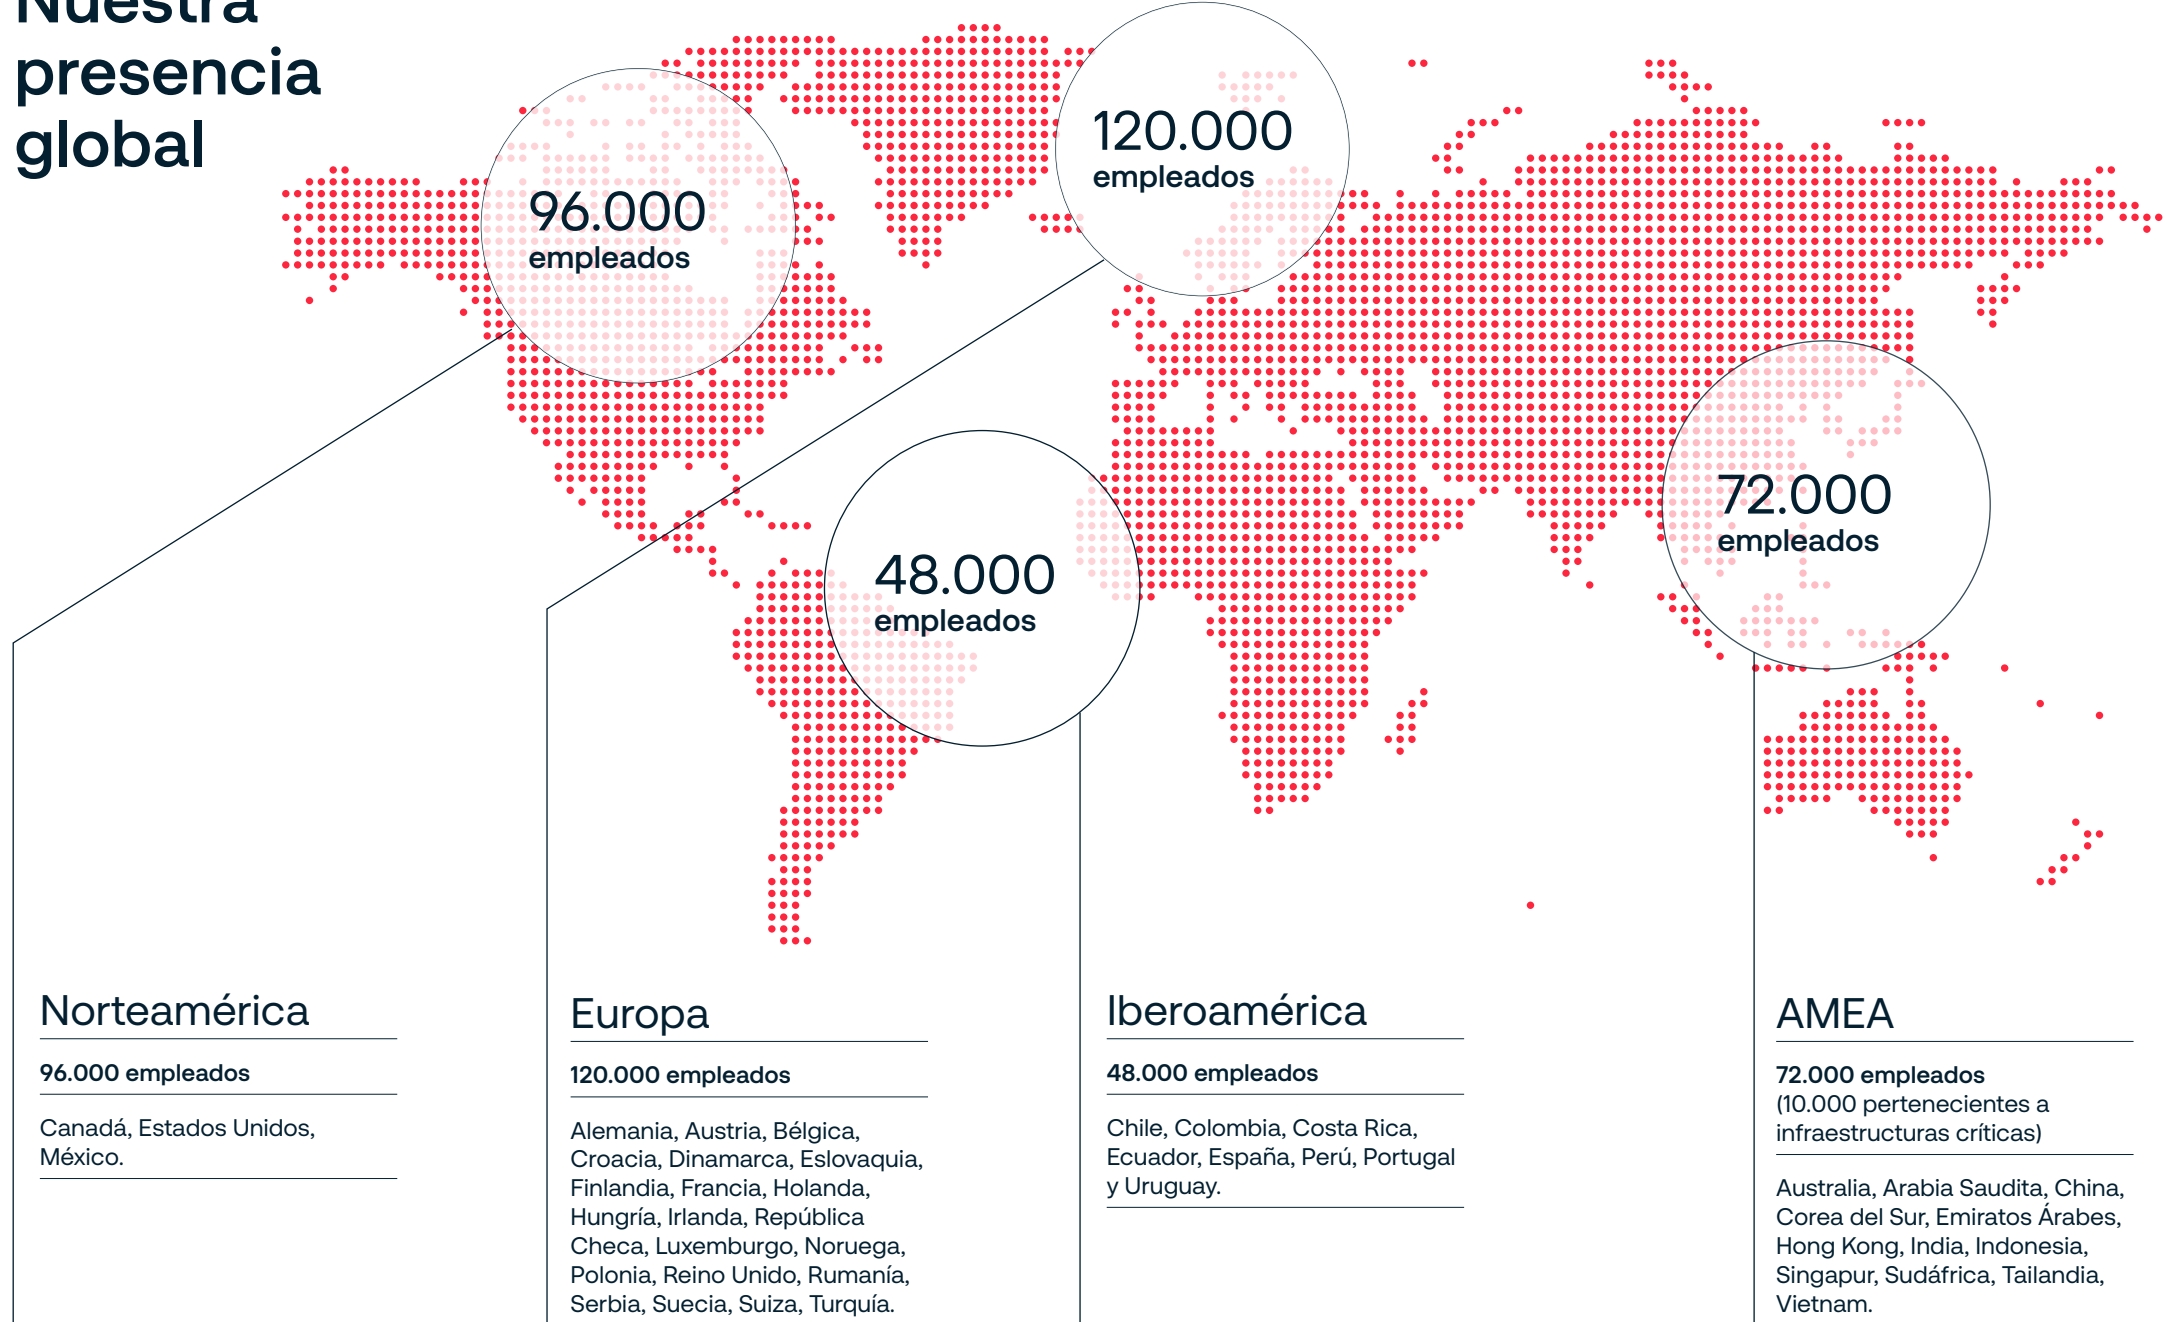 Nuestra
presencia
global
96.000
empleados
120.000
empleados
48.000
empleados
72.000
empleados
Norteamérica
96.000 empleados
Canadá, Estados Unidos,
México.
Europa
120.000 empleados
Alemania, Austria, Bélgica,
Croacia, Dinamarca, Eslovaquia,
Finlandia, Francia, Holanda,
Hungría, Irlanda, República
Checa, Luxemburgo, Noruega,
Polonia, Reino Unido, Rumanía,
Serbia, Suecia, Suiza, Turquía.
Iberoamérica
48.000 empleados
Chile, Colombia, Costa Rica,
Ecuador, España, Perú, Portugal
y Uruguay.
AMEA
72.000 empleados
(10.000 pertenecientes a
infraestructuras críticas)
Australia, Arabia Saudita, China,
Corea del Sur, Emiratos Árabes,
Hong Kong, India, Indonesia,
Singapur, Sudáfrica, Tailandia,
Vietnam.